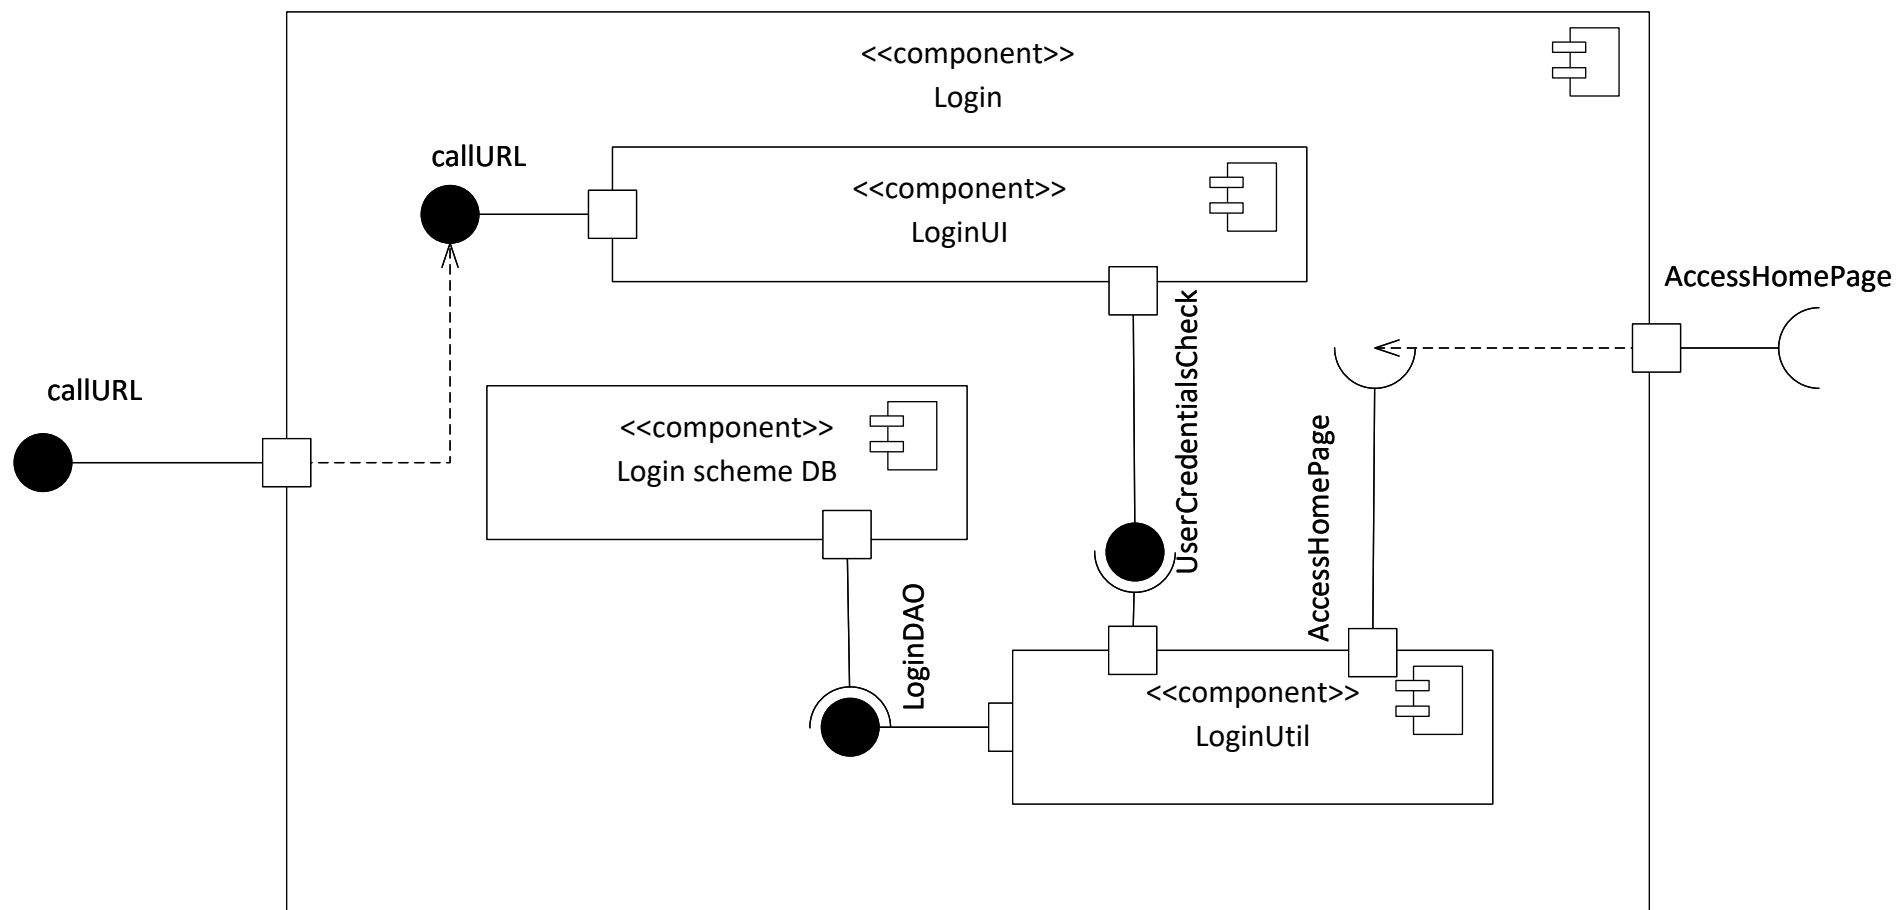 <<component>>
Login
callURL
<<component>>
LoginUI
AccessHomePage
UserCredentialsCheck
callURL
<<component>>
Login scheme DB
AccessHomePage
LoginDAO
<<component>>
LoginUtil